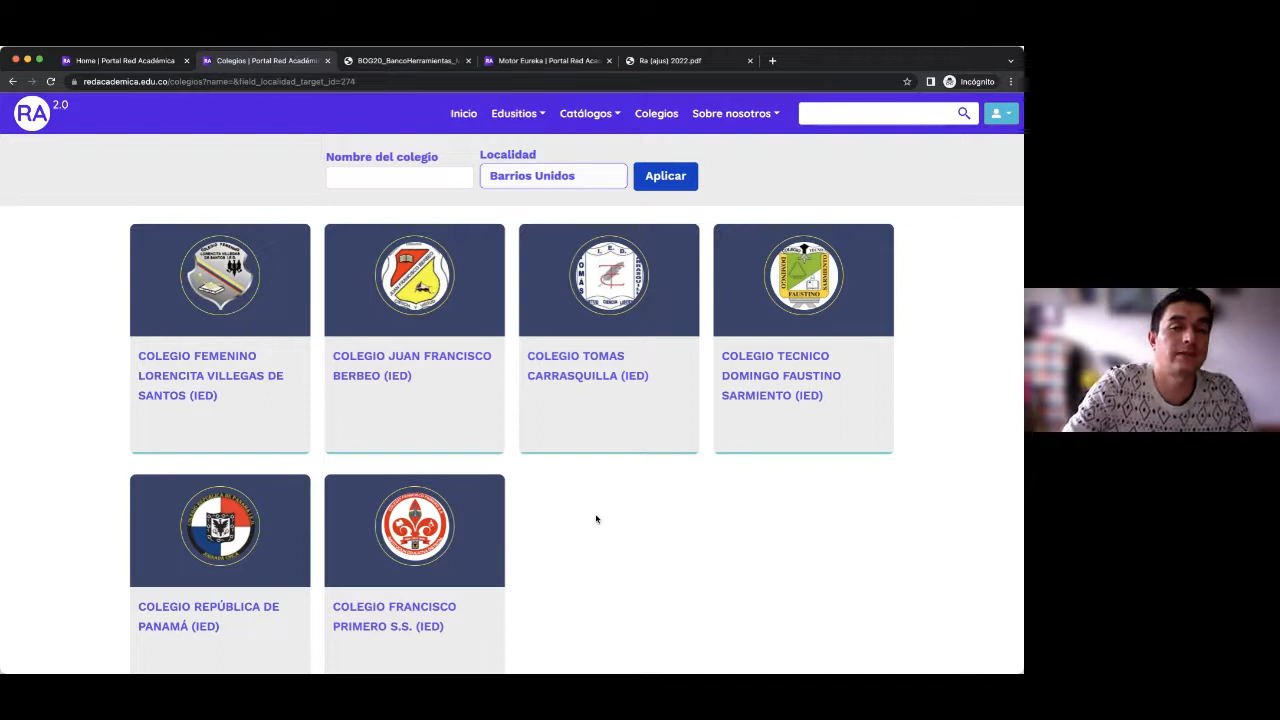 Home | Portal Red Académica
Colegios | Portal Red Académi
BOG20_BancoHerramientas_
Motor Eureka | Portal Red Aca
Ra (ajus) 2022.pdf
redacademica.edu.co/colegios?name=&field_localidad_target_id=274
Incógnito
RA 2.0
Inicio
Edusitios
Catálogos
Colegios
Sobre nosotros
Nombre del colegio
Localidad
Barrios Unidos
Aplicar
COLEGIO FEMENINO
LORENCITA VILLEGAS DE
SANTOS (IED)
COLEGIO JUAN FRANCISCO
BERBEO (IED)
COLEGIO TOMAS
CARRASQUILLA (IED)
COLEGIO TECNICO
DOMINGO FAUSTINO
SARMIENTO (IED)
COLEGIO REPÚBLICA DE
PANAMÁ (IED)
COLEGIO FRANCISCO
PRIMERO S.S. (IED)